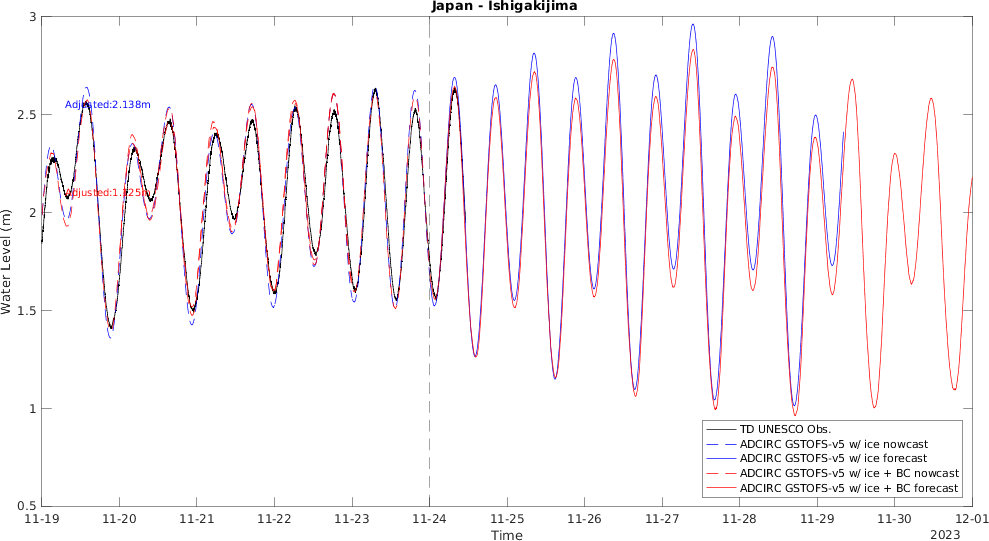 Japan - Ishigakijima
Water Level (m)
3
2.5
2
1.5
1
0.5
Adjusted:2.138m
TD UNESCO Obs.
ADCIRC GSTOFS-v5 w/ ice nowcast
ADCIRC GSTOFS-v5 w/ ice forecast
ADCIRC GSTOFS-v5 w/ ice + BC nowcast
ADCIRC GSTOFS-v5 w/ ice + BC forecast
11-19
11-20
11-21
11-22
11-23
11-24
11-25
11-26
11-27
11-28
11-29
11-30
12-01
Time
2023